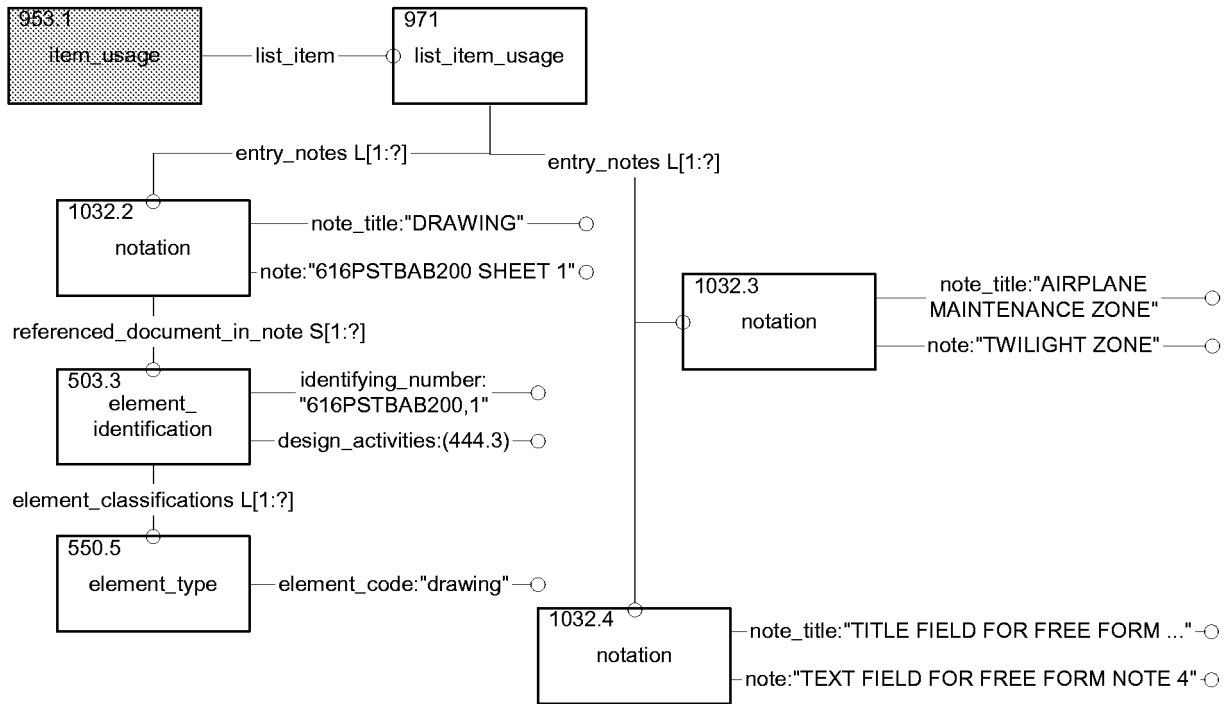 953.1
item_usage
list_item
971
list_item_usage
entry_notes L[1:?]
entry_notes L[1:?]
1032.2
notation
note_title:"DRAWING"
note:"616PSTBAB200 SHEET 1"
referenced_document_in_note S[1:?]
503.3
element_
identification
identifying_number:
"616PSTBAB200,1"
design_activities:(444.3)
element_classifications L[1:?]
550.5
element_type
element_code:"drawing"
1032.3
notation
note_title:"AIRPLANE
MAINTENANCE ZONE"
note:"TWILIGHT ZONE"
1032.4
notation
note_title:"TITLE FIELD FOR FREE FORM ..."
note:"TEXT FIELD FOR FREE FORM NOTE 4"